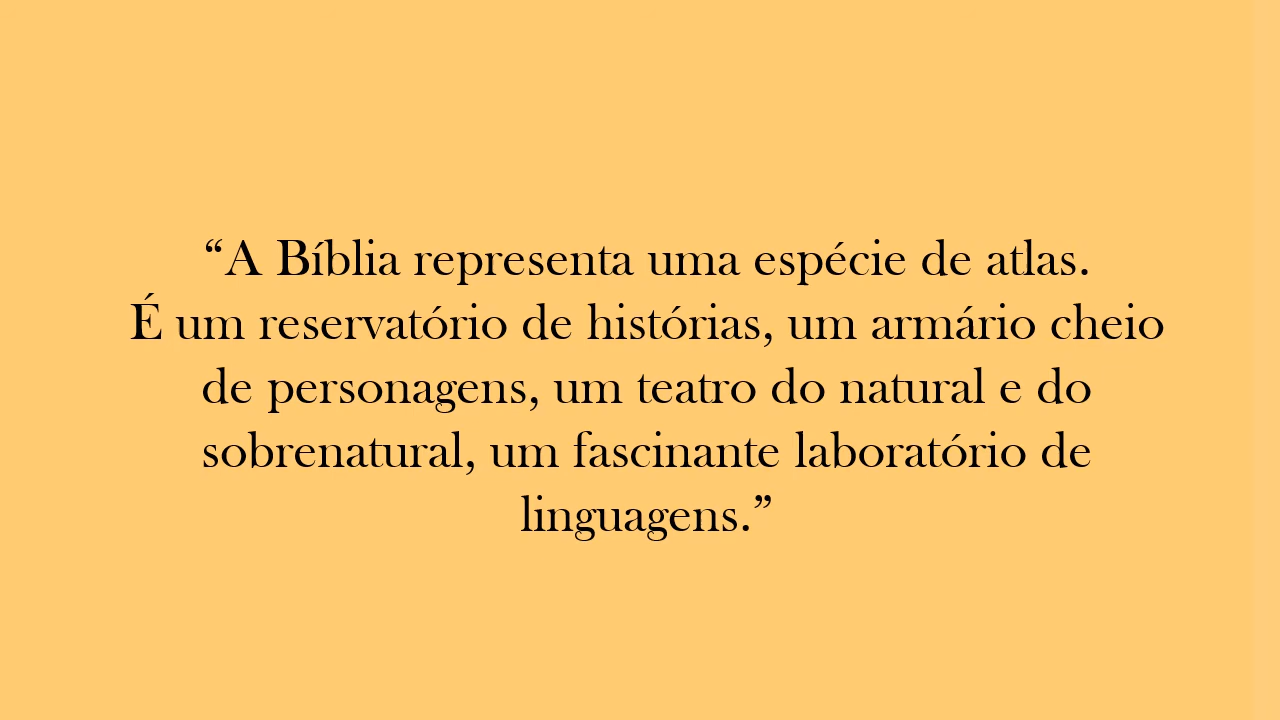 “A Bíblia representa uma espécie de atlas.
É um reservatório de histórias, um armário cheio
de personagens, um teatro do natural e do
sobrenatural, um fascinante laboratório de
linguagens.”